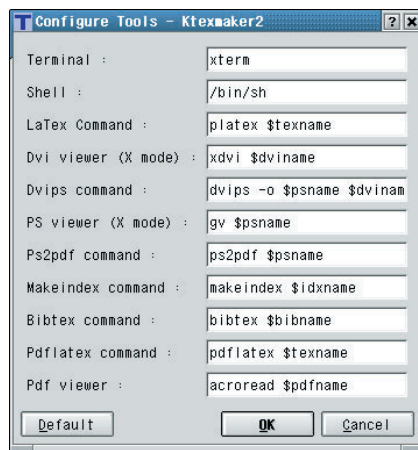 Configure Tools - Ktexmaker2
Terminal : xterm
Shell : /bin/sh
LaTex Command : platex $texname
Dvi viewer (X mode) : xdvi $dviname
Dvips command : dvips -o $psname $dvinam
PS viewer (X mode) : gv $psname
Ps2pdf command : ps2pdf $psname
Makeindex command : makeindex $idxname
Bibtex command : bibtex $bibname
Pdflatex command : pdflatex $texname
Pdf viewer : acroread $pdfname
Default OK Cancel